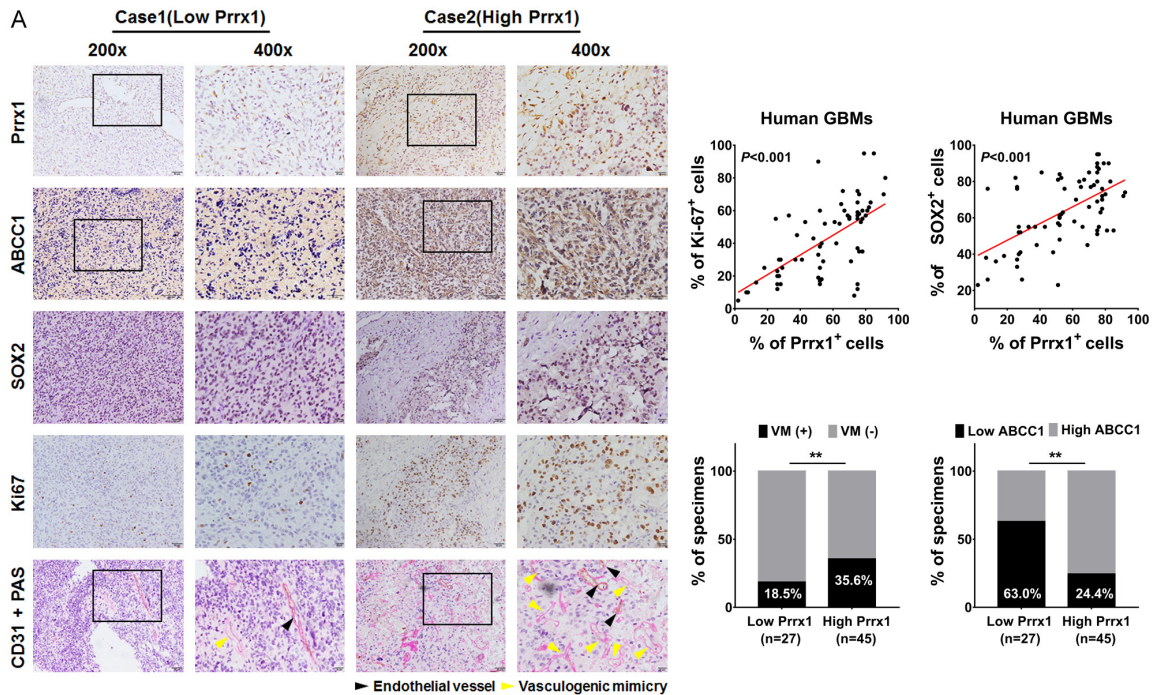 A
Case1(Low Prrx1)
Case2(High Prrx1)
200x
400x
200x
400x
Prrx1
ABCC1
SOX2
Ki67
CD31 + PAS
Endothelial vessel
Vasculogenic mimicry
Human GBMs
P<0.001
% of Ki-67⁺ cells
100
80
60
40
20
0
0 20 40 60 80 100
% of Prrx1⁺ cells
Human GBMs
P<0.001
% of SOX2⁺ cells
100
80
60
40
20
0 20 40 60 80 100
% of Prrx1⁺ cells
VM (+) VM (-)
**
% of specimens
100
50
0
18.5%
35.6%
Low Prrx1 High Prrx1
(n=27) (n=45)
Low ABCC1 High ABCC1
**
% of specimens
100
50
0
63.0%
24.4%
Low Prrx1 High Prrx1
(n=27) (n=45)